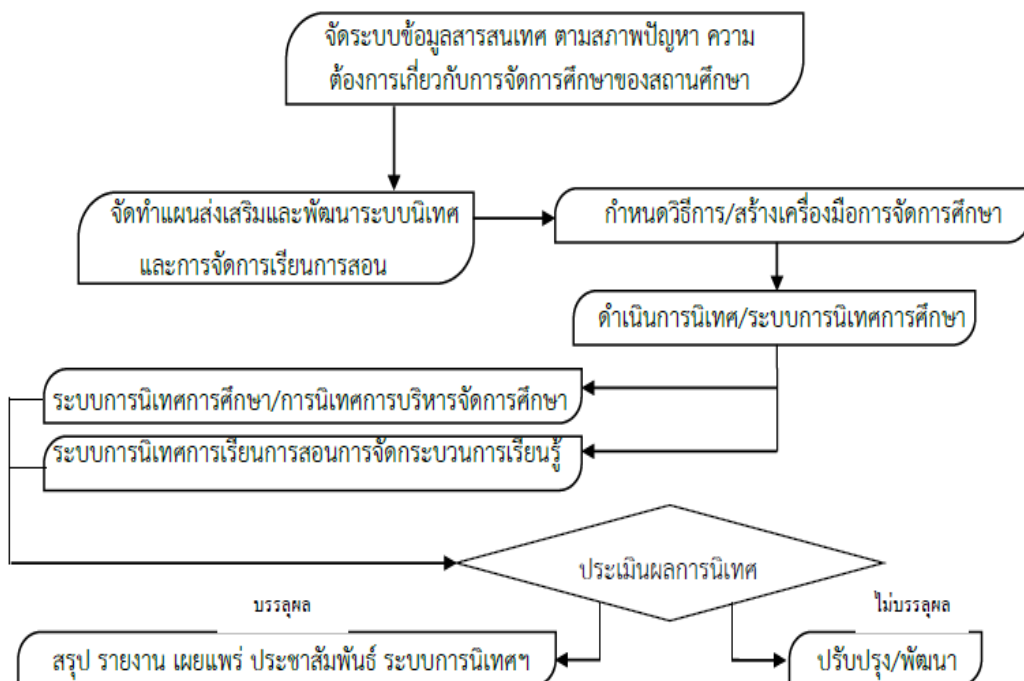 จัดระบบข้อมูลสารสนเทศ ตามสภาพปัญหา ความ
ต้องการเกี่ยวกับการจัดการศึกษาของสถานศึกษา
จัดทำแผนส่งเสริมและพัฒนาระบบนิเทศ
และการจัดการเรียนการสอน
กำหนดวิธีการ/สร้างเครื่องมือการจัดการศึกษา
ดำเนินการนิเทศ/ระบบการนิเทศการศึกษา
ระบบการนิเทศการศึกษา/การนิเทศการบริหารจัดการศึกษา
ระบบการนิเทศการเรียนการสอนการจัดกระบวนการเรียนรู้
ประเมินผลการนิเทศ
บรรลุผล
ไม่บรรลุผล
สรุป รายงาน เผยแพร่ ประชาสัมพันธ์ ระบบการนิเทศฯ
ปรับปรุง/พัฒนา